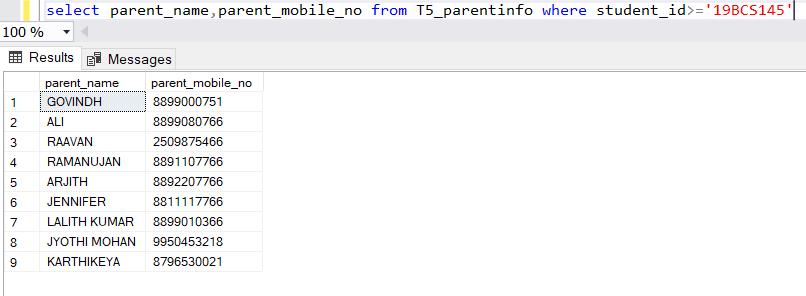 select parent_name,parent_mobile_no from T5_parentinfo where student_id>='19BCS145'
100 %
Results Messages
parent_name parent_mobile_no
1 GOVINDH 8899000751
2 ALI 8899080766
3 RAAVAN 2509875466
4 RAMANUJAN 8891107766
5 ARJITH 8892207766
6 JENNIFER 8811117766
7 LALITH KUMAR 8899010366
8 JYOTHI MOHAN 9950453218
9 KARTHIKEYA 8796530021